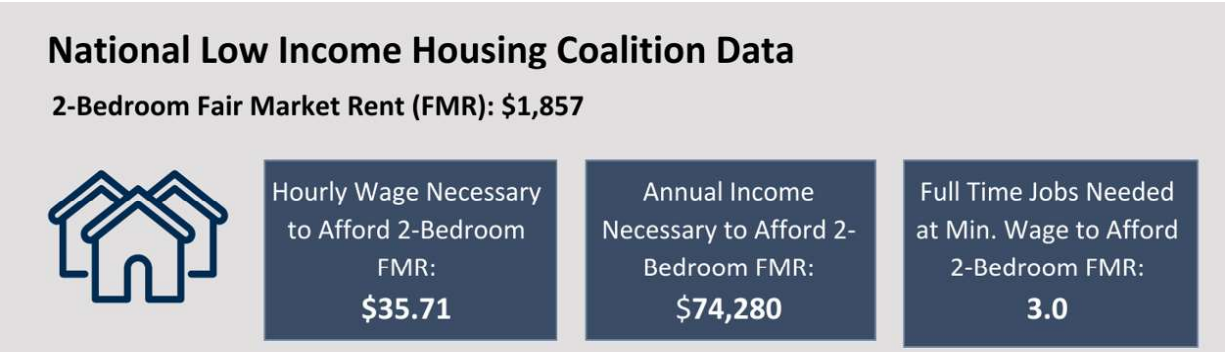 National Low Income Housing Coalition Data
2-Bedroom Fair Market Rent (FMR): $1,857
Hourly Wage Necessary
to Afford 2-Bedroom
FMR:
$35.71
Annual Income
Necessary to Afford 2-
Bedroom FMR:
$74,280
Full Time Jobs Needed
at Min. Wage to Afford
2-Bedroom FMR:
3.0